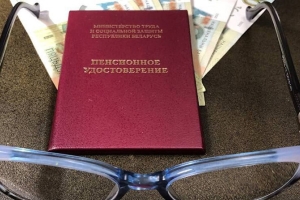 МИНИСТЕРСТВО ТРУДА
И СОЦИАЛЬНОЙ ЗАЩИТЫ
РЕСПУБЛИКИ БЕЛАРУСЬ
ПЕНСИОННОЕ
УДОСТОВЕРЕНИЕ